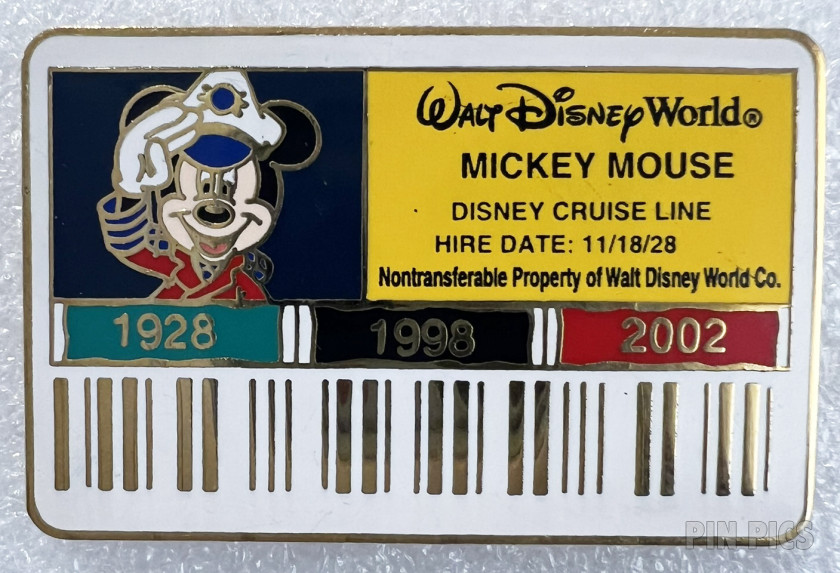 WALT DISNEY World®
MICKEY MOUSE
DISNEY CRUISE LINE
HIRE DATE: 11/18/28
Nontransferable Property of Walt Disney World Co.
1928 1998 2002
PIN PICS